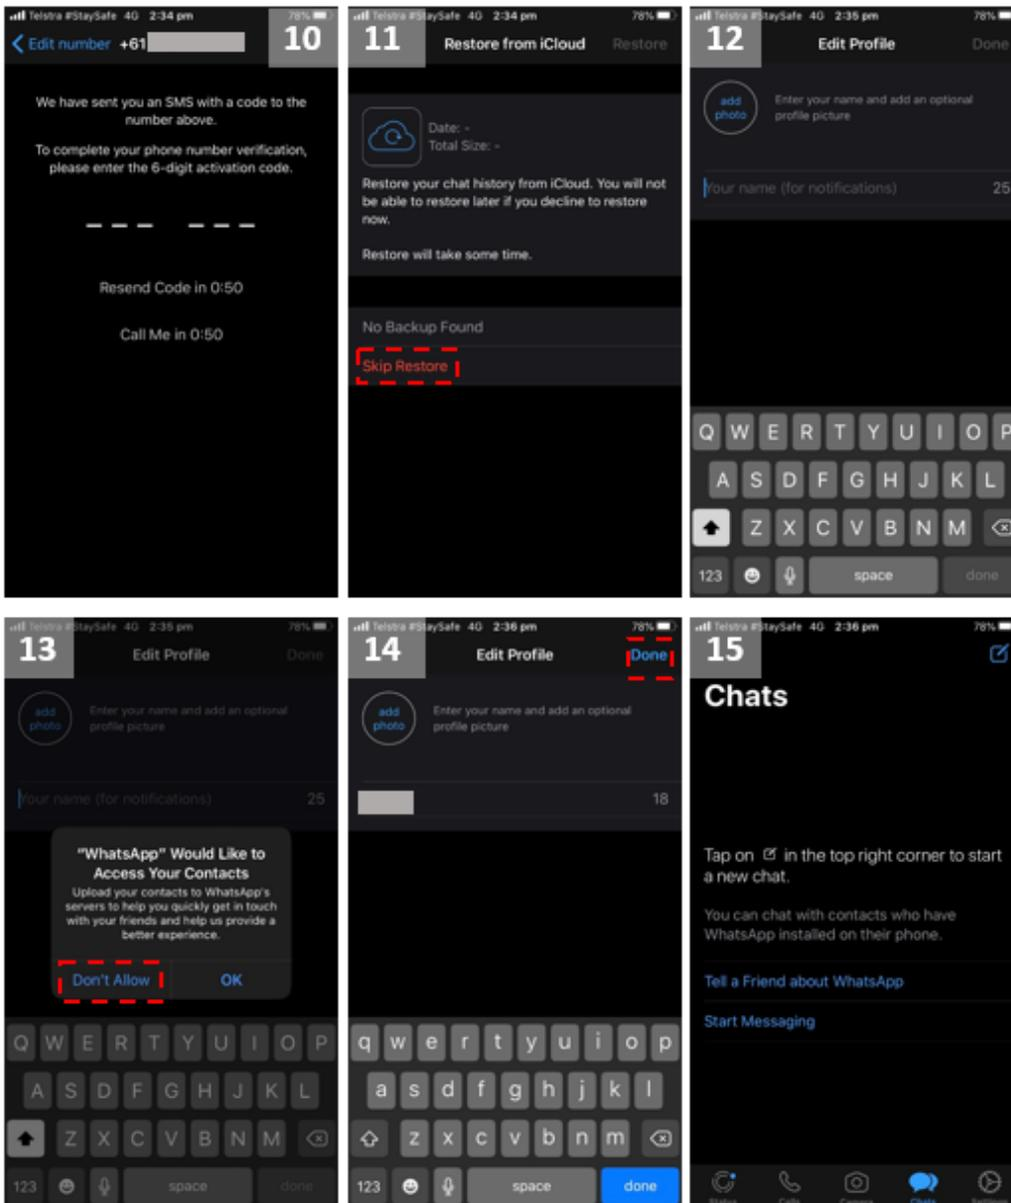 Telstra #StaySafe 4G 2:34 pm 78%
Edit number +61 10
We have sent you an SMS with a code to the
number above.
To complete your phone number verification,
please enter the 6-digit activation code.
Resend Code in 0:50
Call Me in 0:50
Telstra #StaySafe 4G 2:34 pm 78%
11 Restore from iCloud Restore
Date: -
Total Size: -
Restore your chat history from iCloud. You will not
be able to restore later if you decline to restore
now.
Restore will take some time.
No Backup Found
Skip Restore
Telstra #StaySafe 4G 2:35 pm 78%
12 Edit Profile Done
add
photo
Enter your name and add an optional
profile picture
Your name (for notifications) 25
Q W E R T Y U I O P
A S D F G H J K L
Z X C V B N M
123 space done
Telstra #StaySafe 4G 2:35 pm 78%
13 Edit Profile Done
add
photo
Enter your name and add an optional
profile picture
Your name (for notifications) 25
"WhatsApp" Would Like to
Access Your Contacts
Upload your contacts to WhatsApp's
servers to help you quickly get in touch
with your friends and help us provide a
better experience.
Don't Allow OK
Q W E R T Y U I O P
A S D F G H J K L
Z X C V B N M
123 space done
Telstra #StaySafe 4G 2:36 pm 78%
14 Edit Profile Done
add
photo
Enter your name and add an optional
profile picture
18
q w e r t y u i o p
a s d f g h j k l
z x c v b n m
123 space done
Telstra #StaySafe 4G 2:36 pm 78%
15
Chats
Tap on in the top right corner to start
a new chat.
You can chat with contacts who have
WhatsApp installed on their phone.
Tell a Friend about WhatsApp
Start Messaging
Status Calls Camera Chats Settings